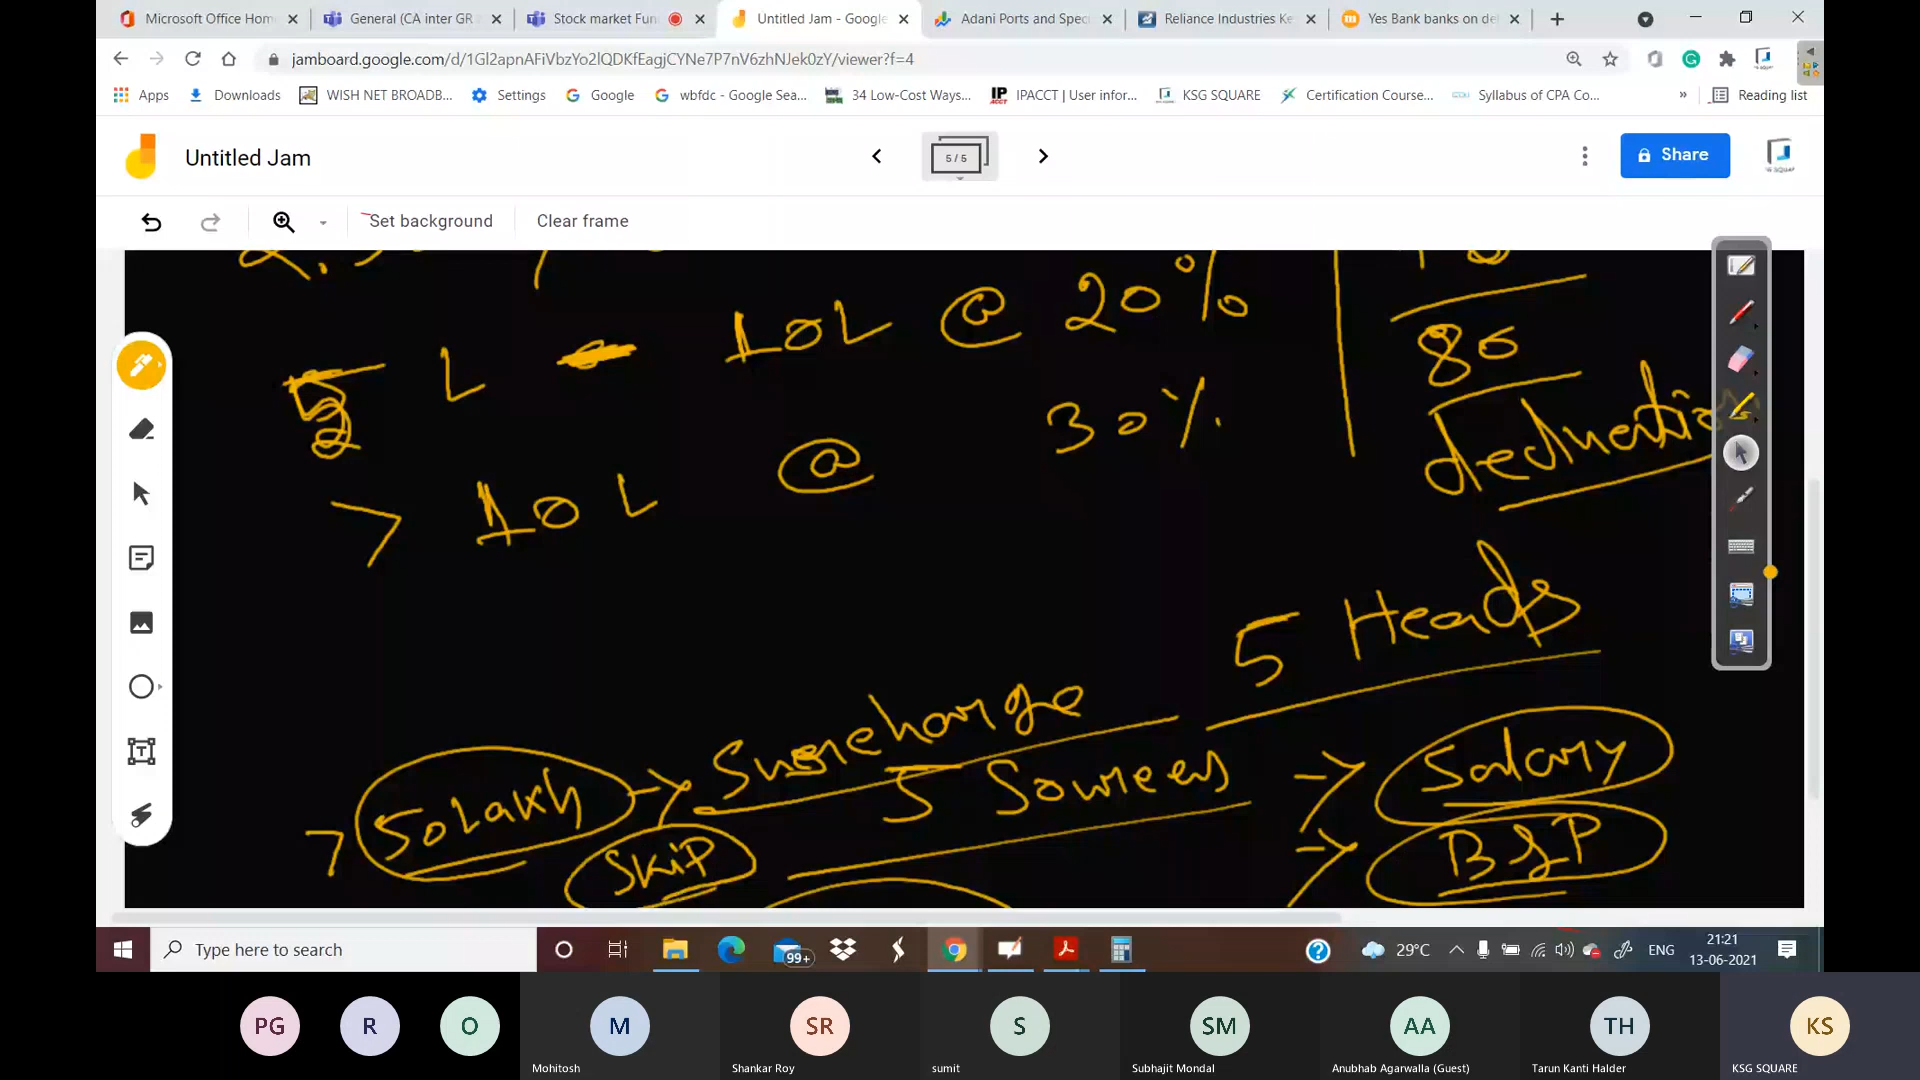 Microsoft Office Hom
General (CA inter GR
Stock market Fun
Untitled Jam - Google
Adani Ports and Spec
Reliance Industries Ke
Yes Bank banks on de
jamboard.google.com/d/1Gl2apnAFiVbzYo2lQDKfEagjCYNe7P7nV6zhNJek0zY/viewer?f=4
Apps
Downloads
WISH NET BROADB...
Settings
Google
wbfdc - Google Sea...
34 Low-Cost Ways...
IPACCT | User infor...
KSG SQUARE
Certification Course...
Syllabus of CPA Co...
»
Reading list
Untitled Jam
5 / 5
Share
Set background
Clear frame
L - 10L @ 20%
> 10L @ 30%
80
deduction
5 Heads
Surcharge
> 50Lakh
5 Sources
Salary
SKIP
Type here to search
99+
29°C
ENG
21:21
13-06-2021
PG
R
O
M
SR
S
SM
AA
TH
KS
Mohitosh
Shankar Roy
sumit
Subhajit Mondal
Anubhab Agarwalla (Guest)
Tarun Kanti Halder
KSG SQUARE